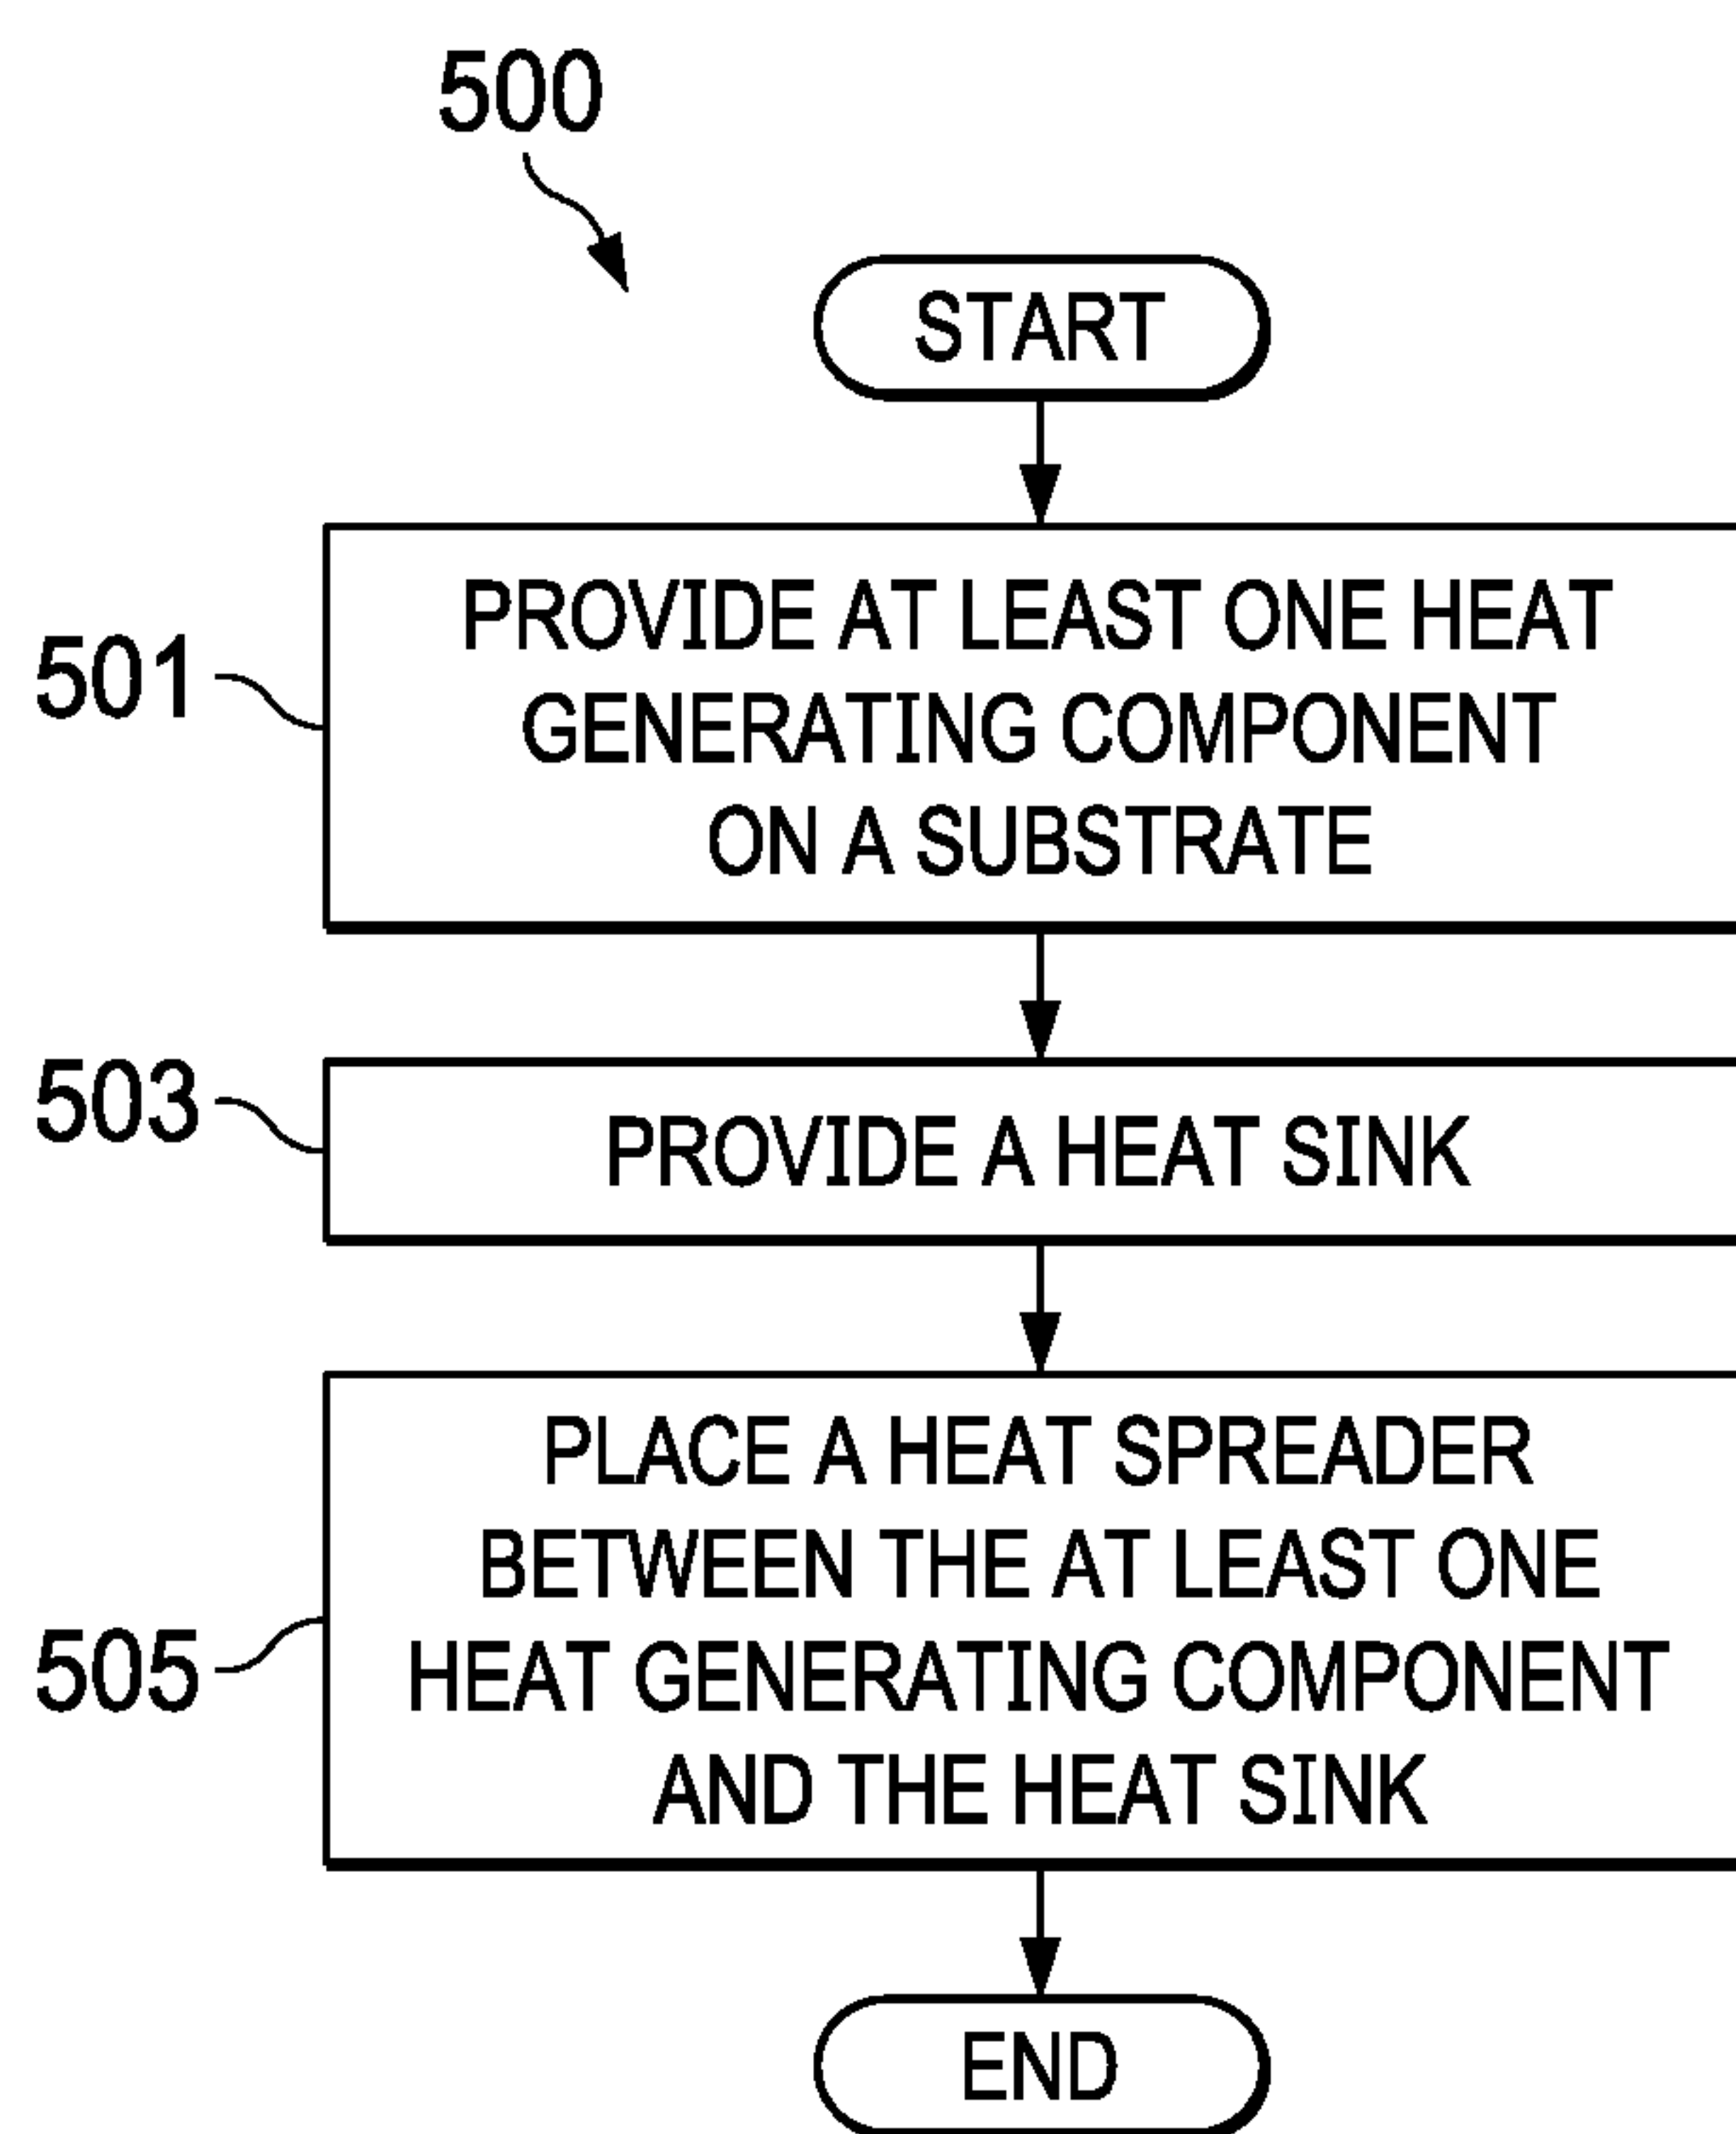 500
START
501
PROVIDE AT LEAST ONE HEAT
GENERATING COMPONENT
ON A SUBSTRATE
503
PROVIDE A HEAT SINK
505
PLACE A HEAT SPREADER
BETWEEN THE AT LEAST ONE
HEAT GENERATING COMPONENT
AND THE HEAT SINK
END